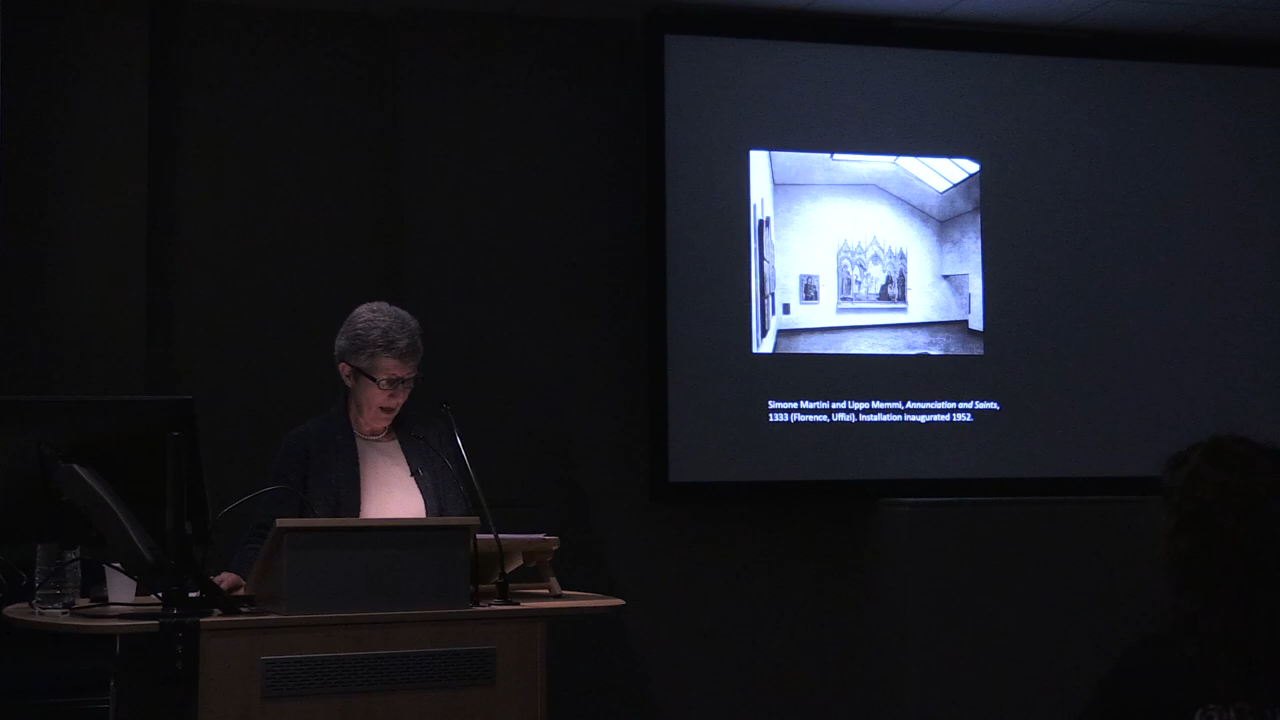 Simone Martini and Lippo Memmi, Annunciation and Saints,
1333 (Florence, Uffizi). Installation inaugurated 1952.